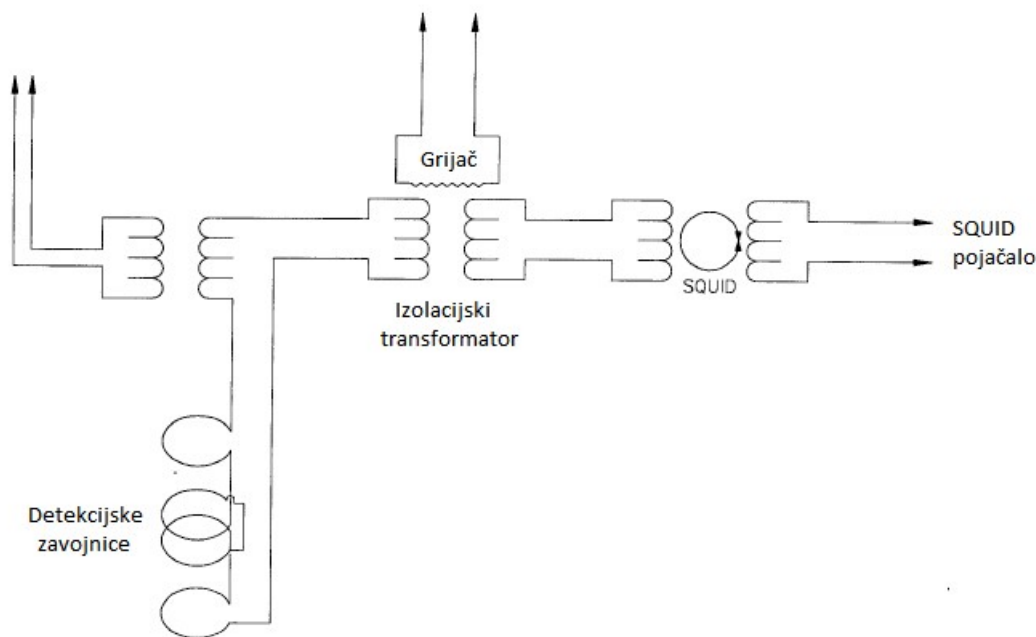 Grijač
SQUID
pojačalo
SQUID
Izolacijski
transformator
Detekcijske
zavojnice